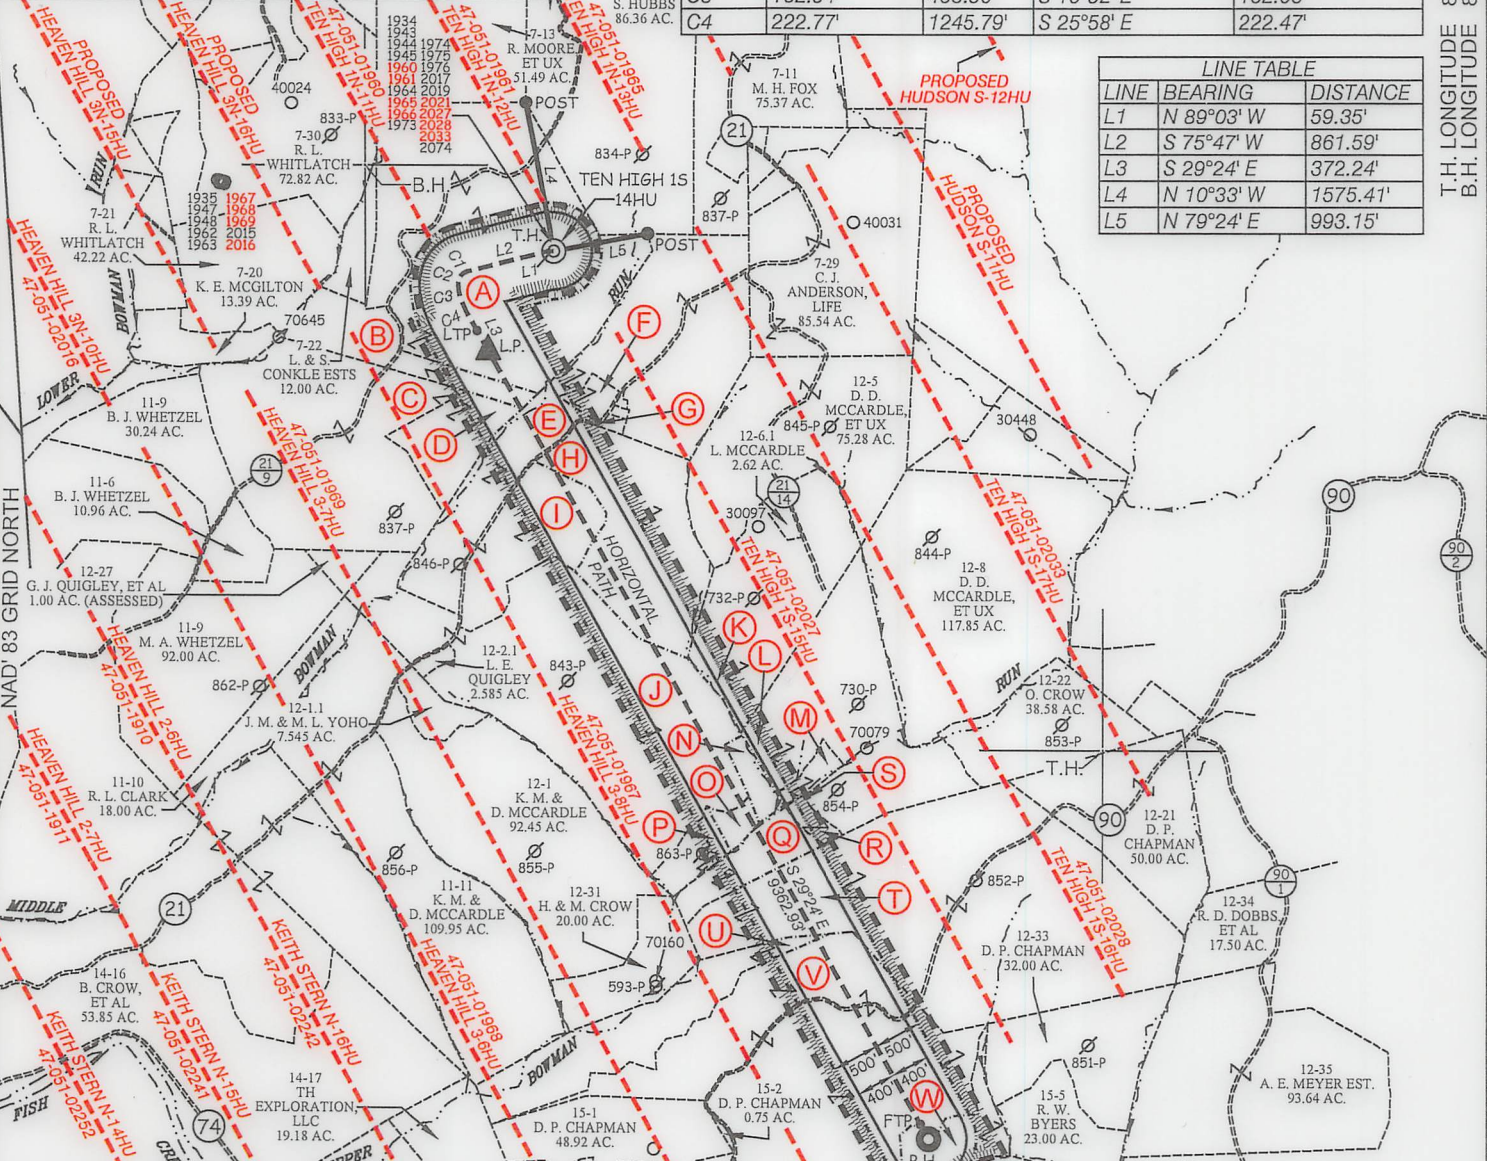 S. HUBBS
86.36 AC.
C4 222.77' 1245.79' S 25°58' E 222.47'
LINE TABLE
LINE BEARING DISTANCE
L1 N 89°03' W 59.35'
L2 S 75°47' W 861.59'
L3 S 29°24' E 372.24'
L4 N 10°33' W 1575.41'
L5 N 79°24' E 993.15'
T.H. LONGITUDE 8
B.H. LONGITUDE 8
PROPOSED
HEAVEN HILL 3N-15HU
PROPOSED
HEAVEN HILL 3N-16HU
47-051-01960
TEN HIGH 1N-11HU
47-051-01961
TEN HIGH 1N-12HU
47-051-01965
TEN HIGH 1N-13HU
1934
1943
1944 1974
1945 1975
1960 1976
1961 2017
1964 2019
1965 2021
1966 2027
1973 2028
2033
2074
7-13
R. MOORE,
ET UX
51.49 AC.
POST
7-11
M. H. FOX
75.37 AC.
PROPOSED
HUDSON S-12HU
21
40024
833-P
7-30
R. L.
WHITLATCH
72.82 AC.
B.H.
834-P
TEN HIGH 1S
14HU
837-P
40031
PROPOSED
HUDSON S-11HU
RUN
7-21
R. L.
WHITLATCH
42.22 AC.
1935 1967
1947 1968
1948 1969
1962 2015
1963 2016
BOWMAN
7-20
K. E. MCGILTON
13.39 AC.
70645
7-22
L. & S.
CONKLE ESTS
12.00 AC.
HEAVEN HILL 3N-10HU
47-051-02016
LOWER
T.H.
L4
L2
L1
L5
POST
C1
C2
C3
C4
LTP
L3
L.P.
RUN
A
B
C
D
E
F
G
H
I
7-29
C. J.
ANDERSON,
LIFE
85.54 AC.
12-5
D. D.
MCCARDLE,
ET UX
75.28 AC.
845-P
30448
12-6.1
L. MCCARDLE
2.62 AC.
21
14
30097
11-9
B. J. WHETZEL
30.24 AC.
47-051-01969
HEAVEN HILL 3-7HU
21
9
11-6
B. J. WHETZEL
10.96 AC.
837-P
846-P
HORIZONTAL
PATH
732-P
47-051-02027
TEN HIGH 1S-15HU
844-P
12-8
D. D.
MCCARDLE,
ET UX
117.85 AC.
47-051-02033
TEN HIGH 1S-17HU
90
90
2
NAD' 83 GRID NORTH
12-27
G. J. QUIGLEY, ET AL
1.00 AC. (ASSESSED)
11-9
M. A. WHETZEL
92.00 AC.
BOWMAN
862-P
HEAVEN HILL 2-6HU
47-051-1910
12-1.1
J. M. & M. L. YOHO
7.545 AC.
12-2.1
L. E.
QUIGLEY
2.585 AC.
843-P
47-051-01967
HEAVEN HILL 3-8HU
J
K
L
M
N
O
P
Q
R
S
T
U
V
W
730-P
70079
854-P
RUN
12-22
O. CROW
38.58 AC.
853-P
T.H.
90
12-21
D. P.
CHAPMAN
50.00 AC.
HEAVEN HILL 2-7HU
47-051-1911
11-10
R. L. CLARK
18.00 AC.
12-1
K. M. &
D. MCCARDLE
92.45 AC.
863-P
856-P
855-P
11-11
K. M. &
D. MCCARDLE
109.95 AC.
12-31
H. & M. CROW
20.00 AC.
70160
593-P
S 29°24' E
9362.93'
852-P
47-051-02028
TEN HIGH 1S-16HU
90
1
12-34
R. D. DOBBS,
ET AL
17.50 AC.
12-33
D. P. CHAPMAN
32.00 AC.
MIDDLE
21
14-16
B. CROW,
ET AL
53.85 AC.
KEITH STERN N-16HU
47-051-02242
KEITH STERN N-15HU
47-051-02241
KEITH STERN N-14HU
47-051-02252
47-051-01968
HEAVEN HILL 3-6HU
BOWMAN
FISH
74
14-17
TH
EXPLORATION,
LLC
19.18 AC.
15-1
D. P. CHAPMAN
48.92 AC.
15-2
D. P. CHAPMAN
0.75 AC.
500' 500'
400' 400'
FTP
B.H.
851-P
15-5
R. W.
BYERS
23.00 AC.
12-35
A. E. MEYER EST.
93.64 AC.